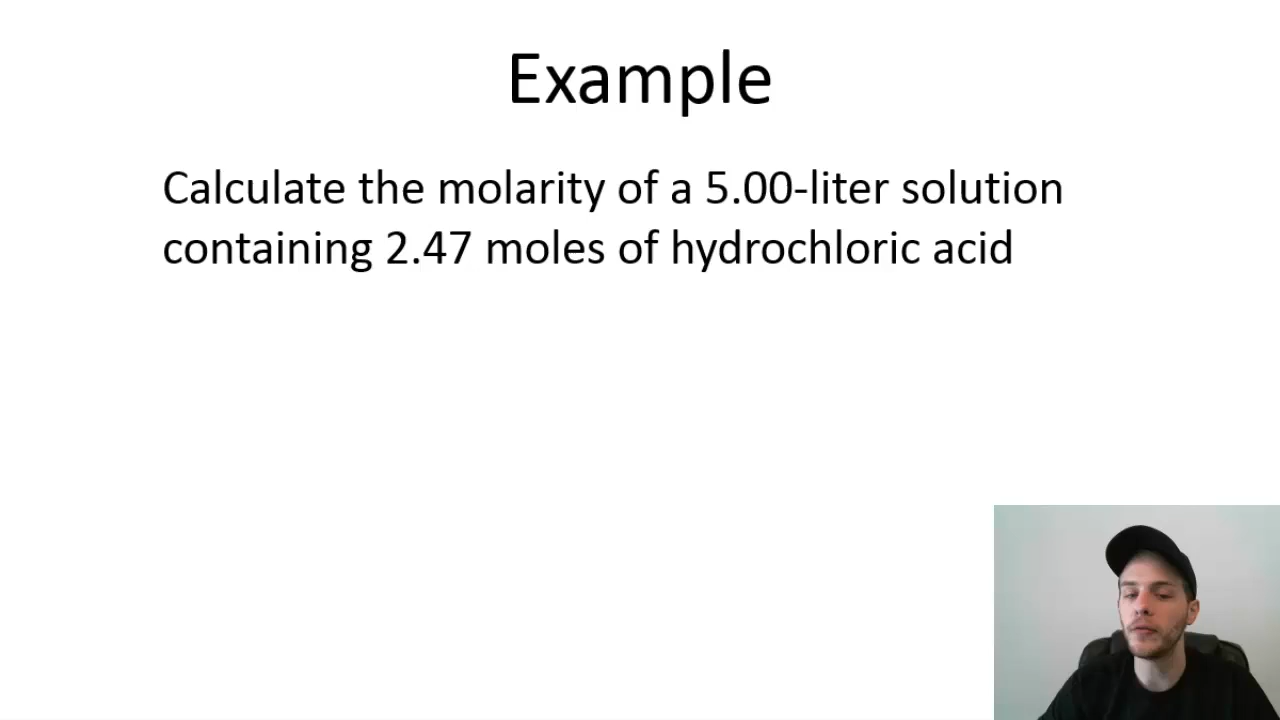 Example
Calculate the molarity of a 5.00-liter solution
containing 2.47 moles of hydrochloric acid